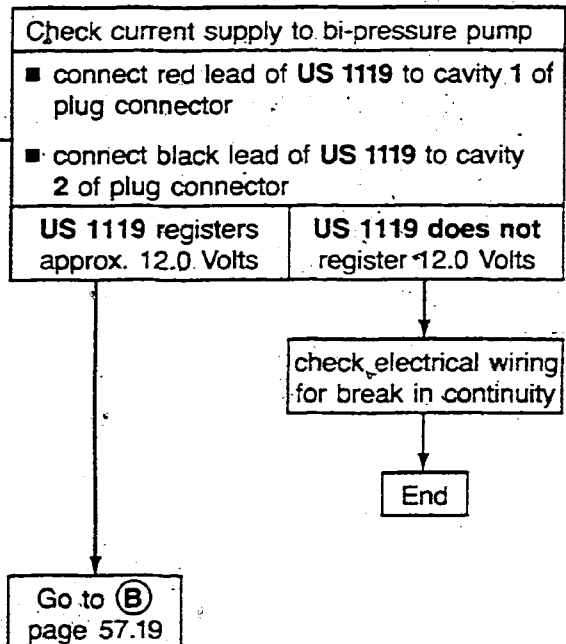 Check current supply to bi-pressure pump
■ connect red lead of US 1119 to cavity 1 of
plug connector
■ connect black lead of US 1119 to cavity
2 of plug connector
US 1119 registers
approx. 12.0 Volts
US 1119 does not
register 12.0 Volts
check electrical wiring
for break in continuity
End
Go to B
page 57.19